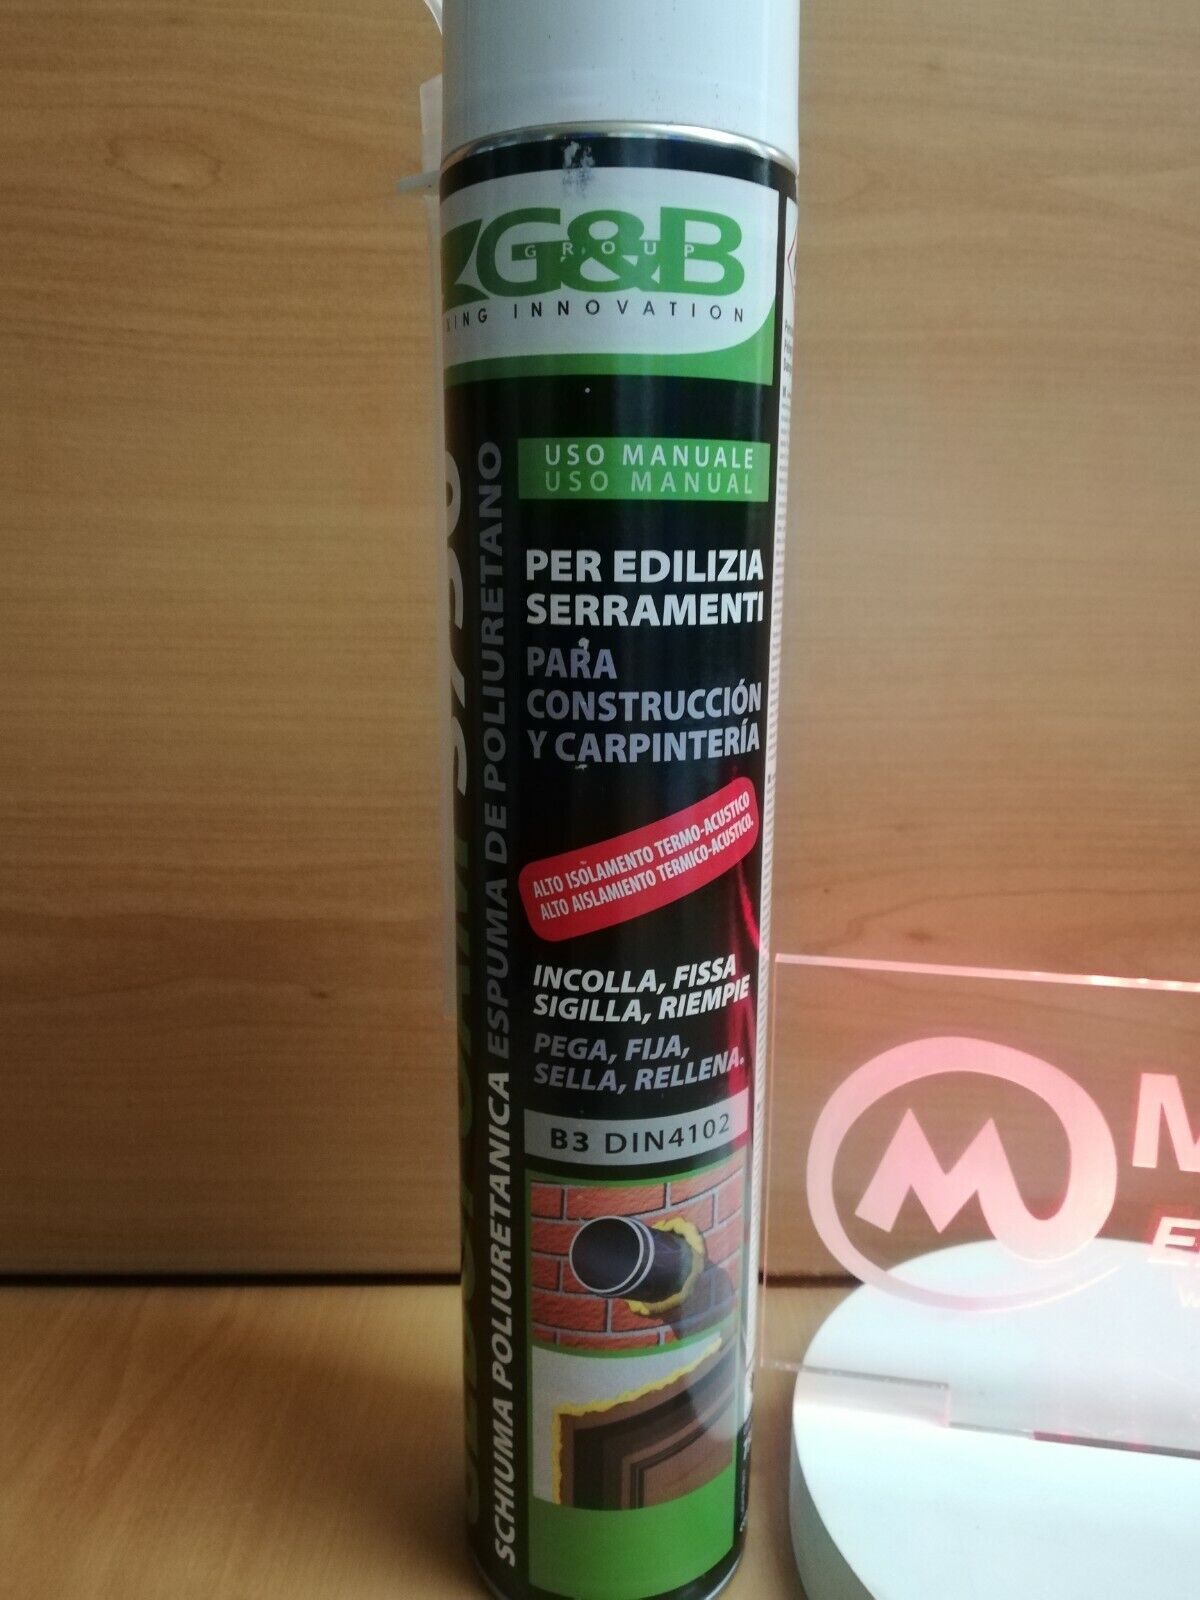 G&B
GROUP
KING INNOVATION
USO MANUALE
USO MANUAL
PER EDILIZIA
SERRAMENTI
PARA
CONSTRUCCIÓN
Y CARPINTERÍA
ALTO ISOLAMENTO TERMO-ACUSTICO
ALTO AISLAMIENTO TERMICO-ACUSTICO.
INCOLLA, FISSA
SIGILLA, RIEMPIE
PEGA, FIJA,
SELLA, RELLENA.
B3 DIN4102
SCHIUMA POLIURETANICA ESPUMA DE POLIURETANO
M